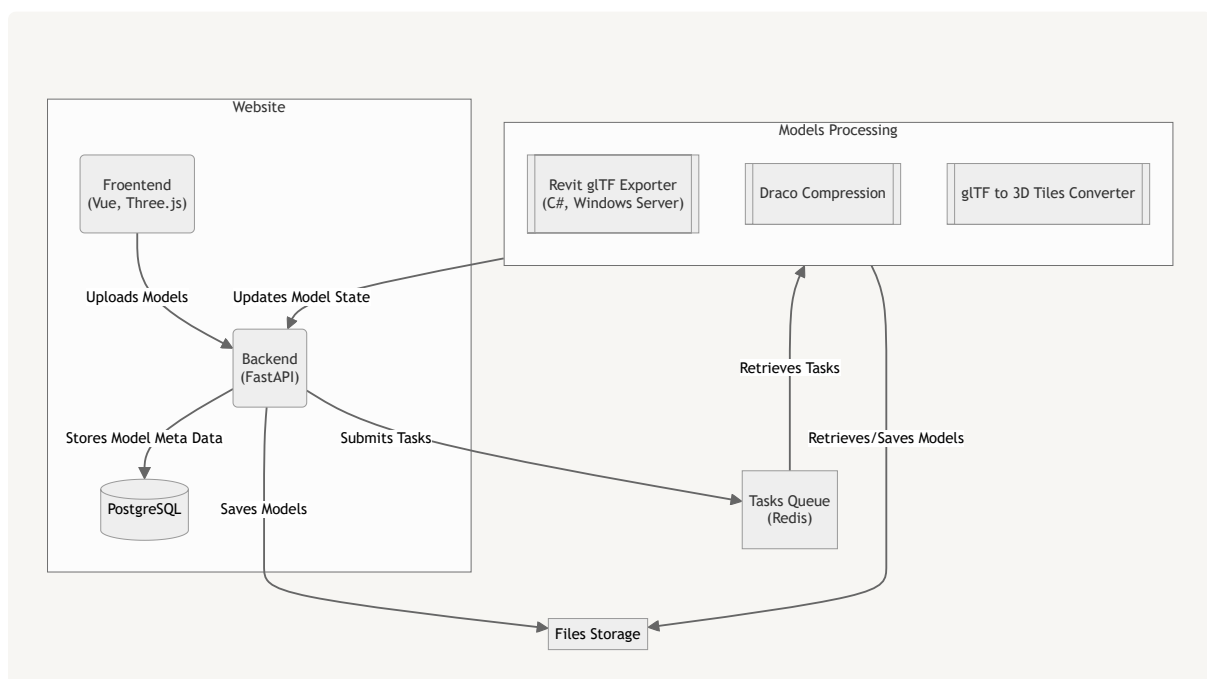 Website
Froentend
(Vue, Three.js)
Uploads Models
Updates Model State
Backend
(FastAPI)
Stores Model Meta Data
Submits Tasks
PostgreSQL
Saves Models
Models Processing
Revit glTF Exporter
(C#, Windows Server)
Draco Compression
glTF to 3D Tiles Converter
Retrieves Tasks
Retrieves/Saves Models
Tasks Queue
(Redis)
Files Storage